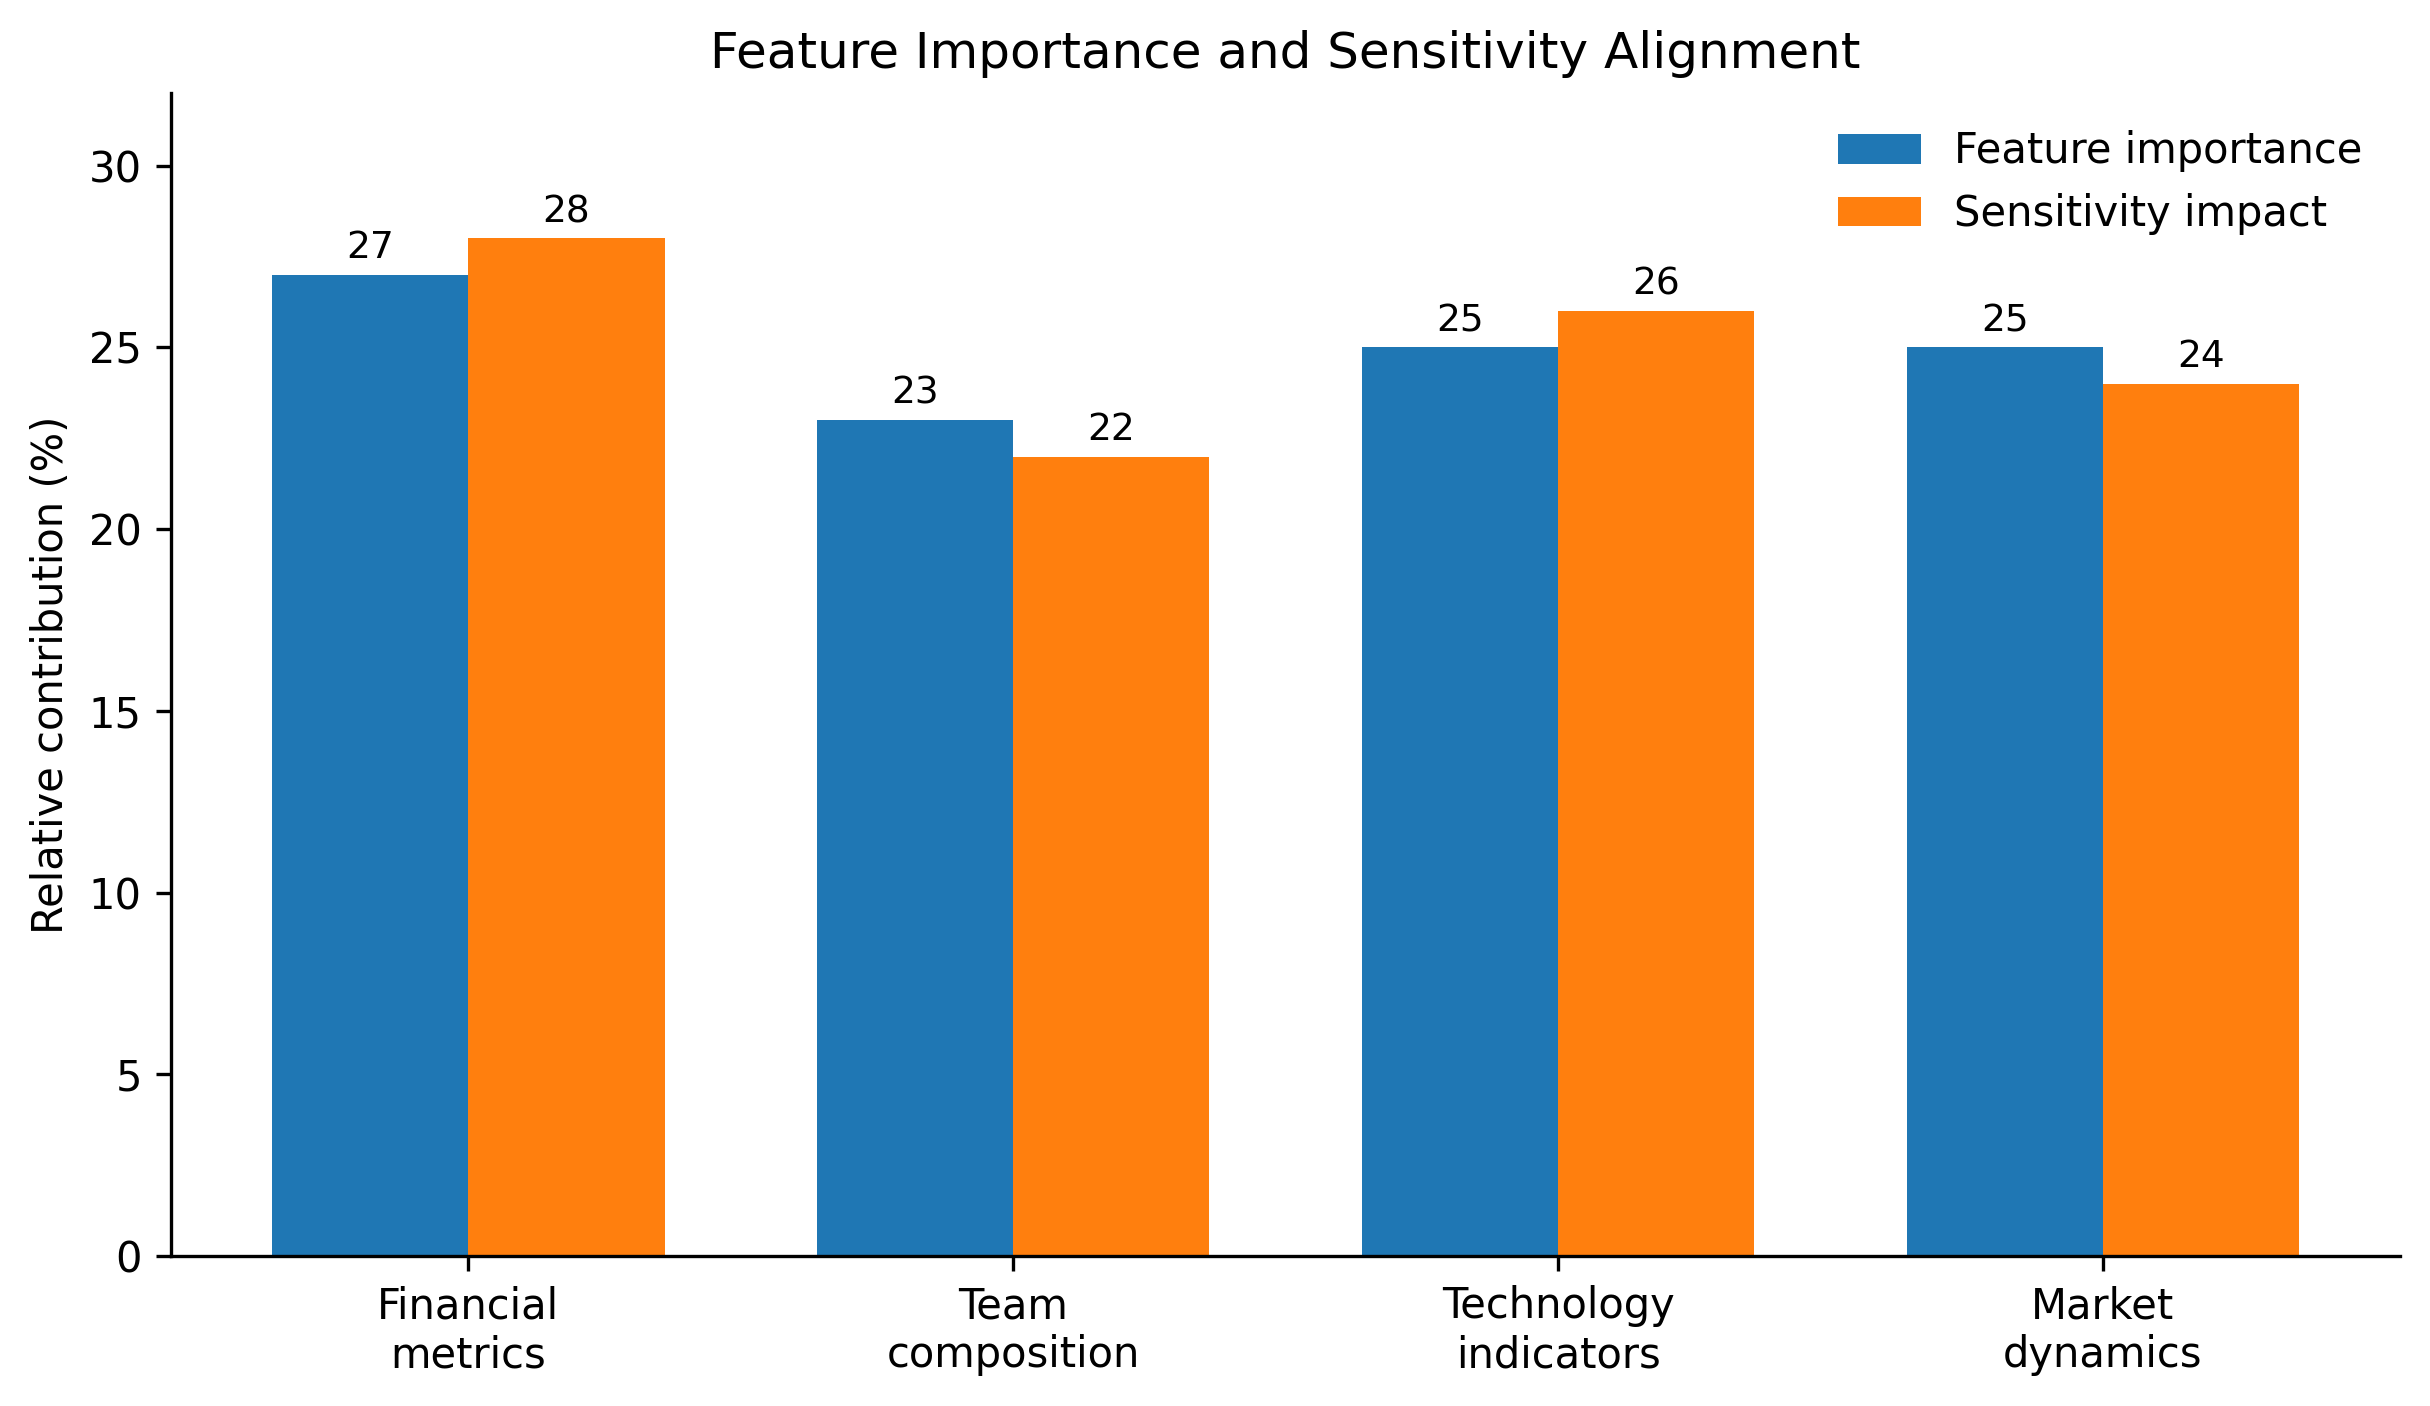 Feature Importance and Sensitivity Alignment
Feature importance
Sensitivity impact
Relative contribution (%)
30
25
20
15
10
5
0
27
28
23
22
25
26
25
24
Financial
metrics
Team
composition
Technology
indicators
Market
dynamics